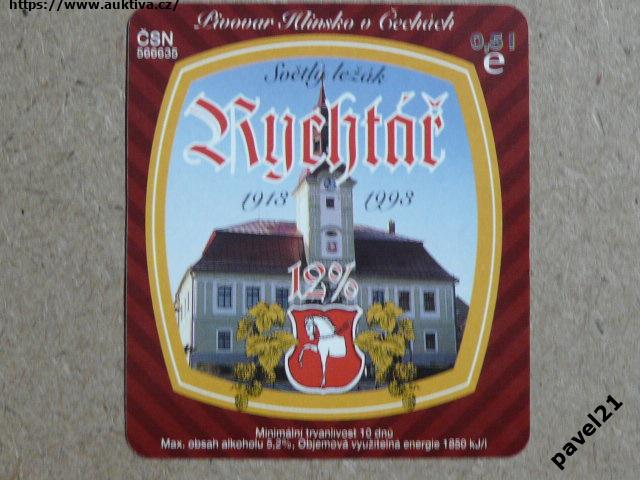 https://www.auktiva.cz/
Pivovar Hlinsko v Čechách
ČSN
566635
0,5 l
e
Světlý ležák
Rychtář
1913 1993
12%
Minimální trvanlivost 10 dnů
Max. obsah alkoholu 5,2%, Objemová využitelná energie 1850 kJ/l
pavel21